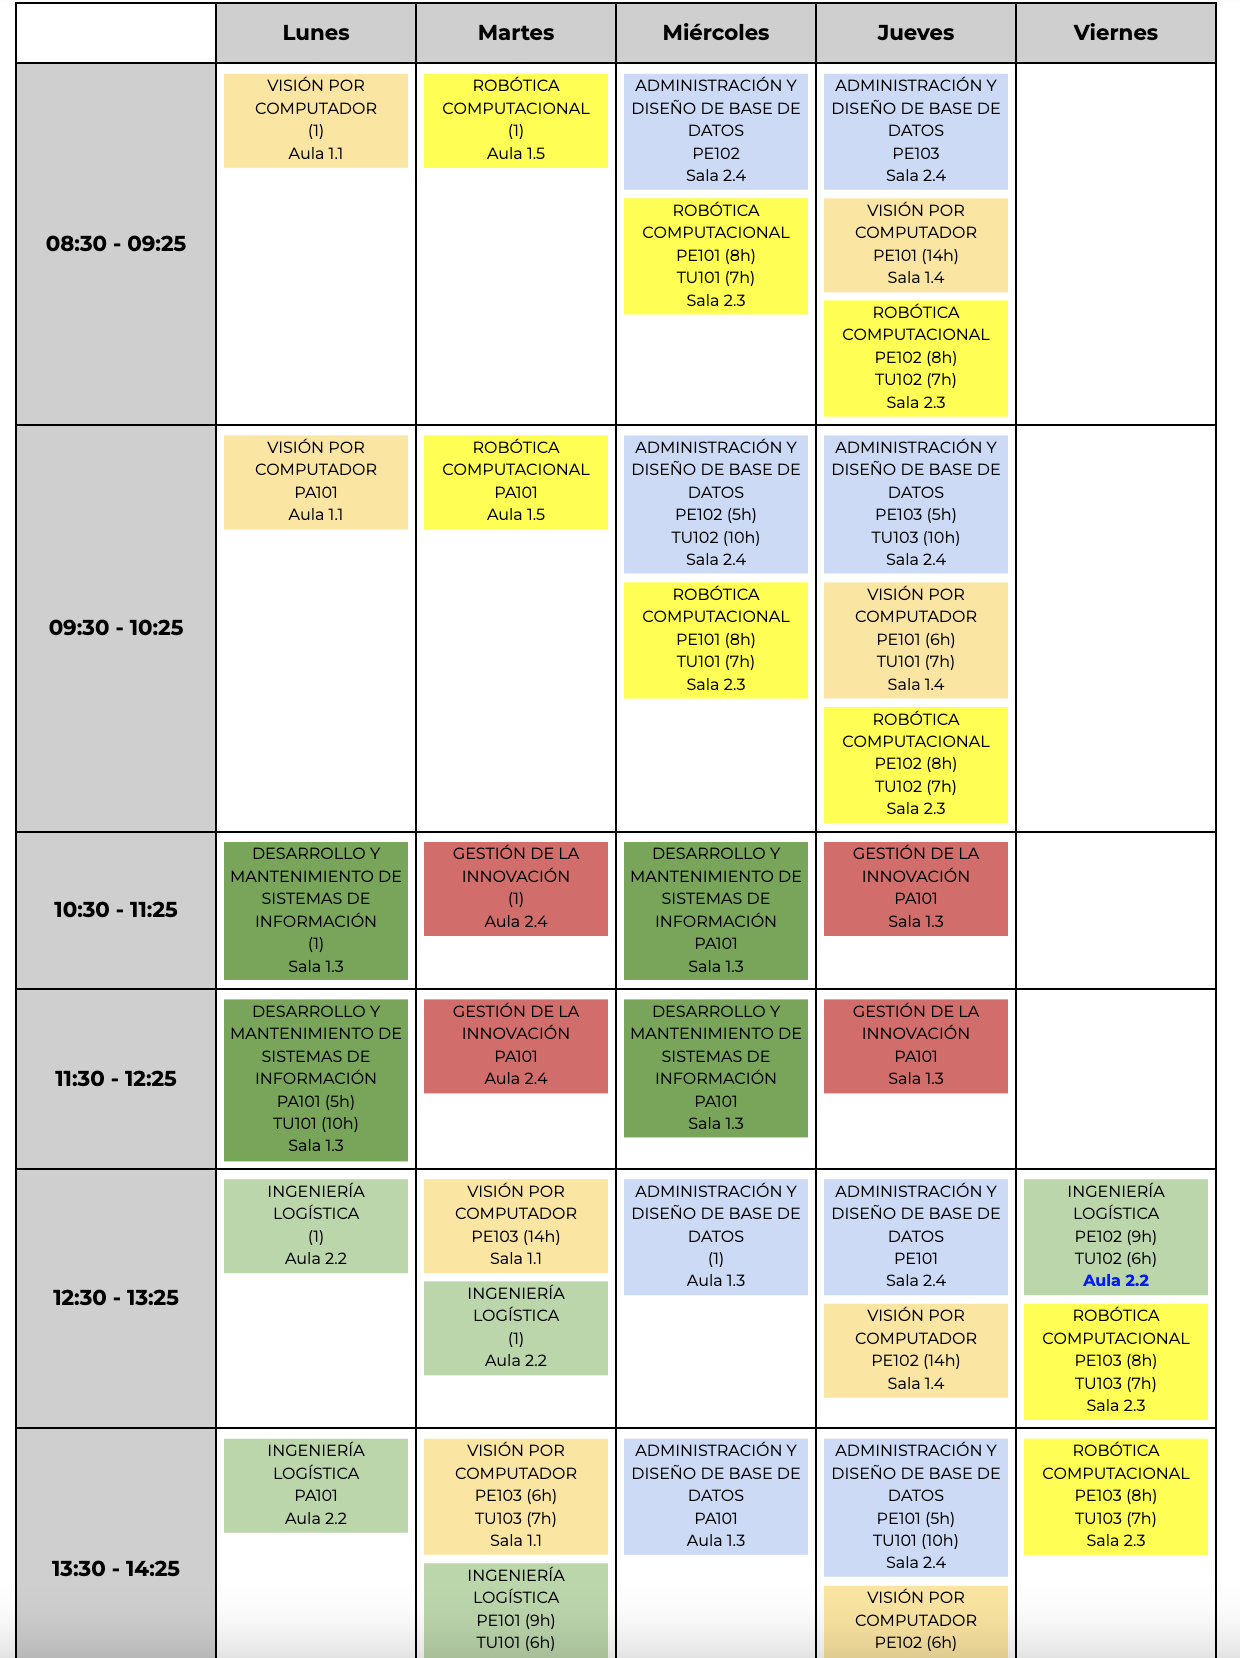 Lunes
Martes
Miércoles
Jueves
Viernes
08:30 - 09:25
VISIÓN POR
COMPUTADOR
(1)
Aula 1.1
ROBÓTICA
COMPUTACIONAL
(1)
Aula 1.5
ADMINISTRACIÓN Y
DISEÑO DE BASE DE
DATOS
PE102
Sala 2.4
ROBÓTICA
COMPUTACIONAL
PE101 (8h)
TU101 (7h)
Sala 2.3
ADMINISTRACIÓN Y
DISEÑO DE BASE DE
DATOS
PE103
Sala 2.4
VISIÓN POR
COMPUTADOR
PE101 (14h)
Sala 1.4
ROBÓTICA
COMPUTACIONAL
PE102 (8h)
TU102 (7h)
Sala 2.3
09:30 - 10:25
VISIÓN POR
COMPUTADOR
PA101
Aula 1.1
ROBÓTICA
COMPUTACIONAL
PA101
Aula 1.5
ADMINISTRACIÓN Y
DISEÑO DE BASE DE
DATOS
PE102 (5h)
TU102 (10h)
Sala 2.4
ROBÓTICA
COMPUTACIONAL
PE101 (8h)
TU101 (7h)
Sala 2.3
ADMINISTRACIÓN Y
DISEÑO DE BASE DE
DATOS
PE103 (5h)
TU103 (10h)
Sala 2.4
VISIÓN POR
COMPUTADOR
PE101 (6h)
TU101 (7h)
Sala 1.4
ROBÓTICA
COMPUTACIONAL
PE102 (8h)
TU102 (7h)
Sala 2.3
10:30 - 11:25
DESARROLLO Y
MANTENIMIENTO DE
SISTEMAS DE
INFORMACIÓN
(1)
Sala 1.3
GESTIÓN DE LA
INNOVACIÓN
(1)
Aula 2.4
DESARROLLO Y
MANTENIMIENTO DE
SISTEMAS DE
INFORMACIÓN
PA101
Sala 1.3
GESTIÓN DE LA
INNOVACIÓN
PA101
Sala 1.3
11:30 - 12:25
DESARROLLO Y
MANTENIMIENTO DE
SISTEMAS DE
INFORMACIÓN
PA101 (5h)
TU101 (10h)
Sala 1.3
GESTIÓN DE LA
INNOVACIÓN
PA101
Aula 2.4
DESARROLLO Y
MANTENIMIENTO DE
SISTEMAS DE
INFORMACIÓN
PA101
Sala 1.3
GESTIÓN DE LA
INNOVACIÓN
PA101
Sala 1.3
12:30 - 13:25
INGENIERÍA
LOGÍSTICA
(1)
Aula 2.2
VISIÓN POR
COMPUTADOR
PE103 (14h)
Sala 1.1
INGENIERÍA
LOGÍSTICA
(1)
Aula 2.2
ADMINISTRACIÓN Y
DISEÑO DE BASE DE
DATOS
(1)
Aula 1.3
ADMINISTRACIÓN Y
DISEÑO DE BASE DE
DATOS
PE101
Sala 2.4
VISIÓN POR
COMPUTADOR
PE102 (14h)
Sala 1.4
INGENIERÍA
LOGÍSTICA
PE102 (9h)
TU102 (6h)
Aula 2.2
ROBÓTICA
COMPUTACIONAL
PE103 (8h)
TU103 (7h)
Sala 2.3
13:30 - 14:25
INGENIERÍA
LOGÍSTICA
PA101
Aula 2.2
VISIÓN POR
COMPUTADOR
PE103 (6h)
TU103 (7h)
Sala 1.1
INGENIERÍA
LOGÍSTICA
PE101 (9h)
TU101 (6h)
ADMINISTRACIÓN Y
DISEÑO DE BASE DE
DATOS
PA101
Aula 1.3
ADMINISTRACIÓN Y
DISEÑO DE BASE DE
DATOS
PE101 (5h)
TU101 (10h)
Sala 2.4
VISIÓN POR
COMPUTADOR
PE102 (6h)
ROBÓTICA
COMPUTACIONAL
PE103 (8h)
TU103 (7h)
Sala 2.3